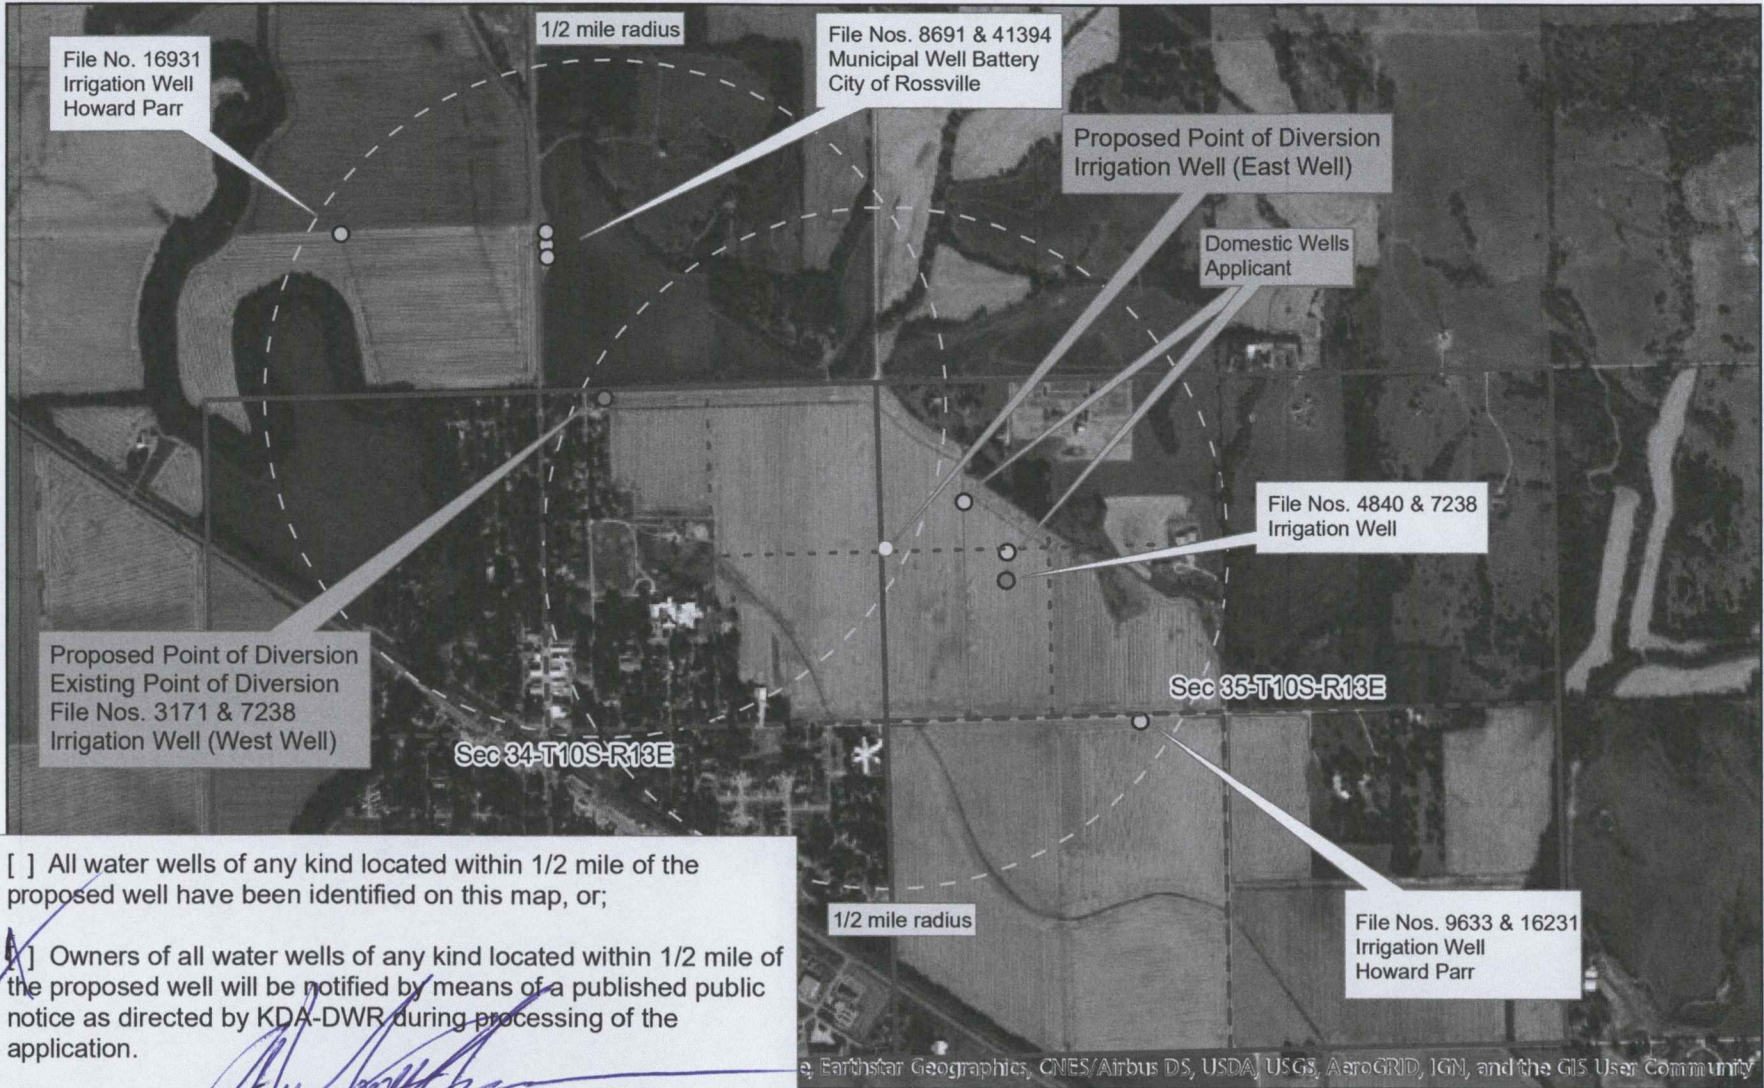 1/2 mile radius
File No. 16931
Irrigation Well
Howard Parr
File Nos. 8691 & 41394
Municipal Well Battery
City of Rossville
Proposed Point of Diversion
Irrigation Well (East Well)
Domestic Wells
Applicant
File Nos. 4840 & 7238
Irrigation Well
Proposed Point of Diversion
Existing Point of Diversion
File Nos. 3171 & 7238
Irrigation Well (West Well)
Sec 35-T10S-R13E
Sec 34-T10S-R13E
1/2 mile radius
File Nos. 9633 & 16231
Irrigation Well
Howard Parr
[ ] All water wells of any kind located within 1/2 mile of the
proposed well have been identified on this map, or;
[ ] Owners of all water wells of any kind located within 1/2 mile of
the proposed well will be notified by means of a published public
notice as directed by KDA-DWR during processing of the
application.
e, Earthstar Geographics, CNES/Airbus DS, USDA, USGS, AeroGRID, IGN, and the GIS User Community